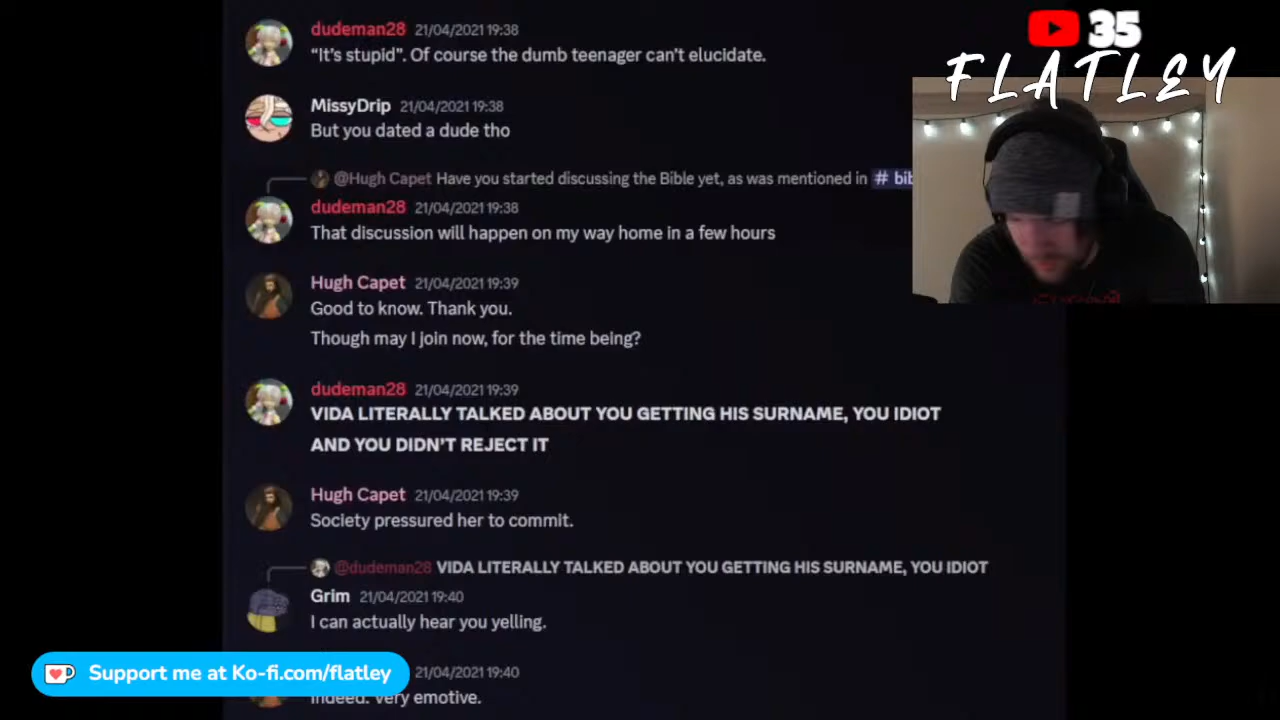 dudeman28 21/04/2021 19:38
“It's stupid”. Of course the dumb teenager can't elucidate.
MissyDrip 21/04/2021 19:38
But you dated a dude tho
@Hugh Capet Have you started discussing the Bible yet, as was mentioned in # bib
dudeman28 21/04/2021 19:38
That discussion will happen on my way home in a few hours
Hugh Capet 21/04/2021 19:39
Good to know. Thank you.
Though may I join now, for the time being?
dudeman28 21/04/2021 19:39
VIDA LITERALLY TALKED ABOUT YOU GETTING HIS SURNAME, YOU IDIOT
AND YOU DIDN'T REJECT IT
Hugh Capet 21/04/2021 19:39
Society pressured her to commit.
@dudeman28 VIDA LITERALLY TALKED ABOUT YOU GETTING HIS SURNAME, YOU IDIOT
Grim 21/04/2021 19:40
I can actually hear you yelling.
21/04/2021 19:40
Indeed. Very emotive.
35
FLATLEY
Support me at Ko-fi.com/flatley